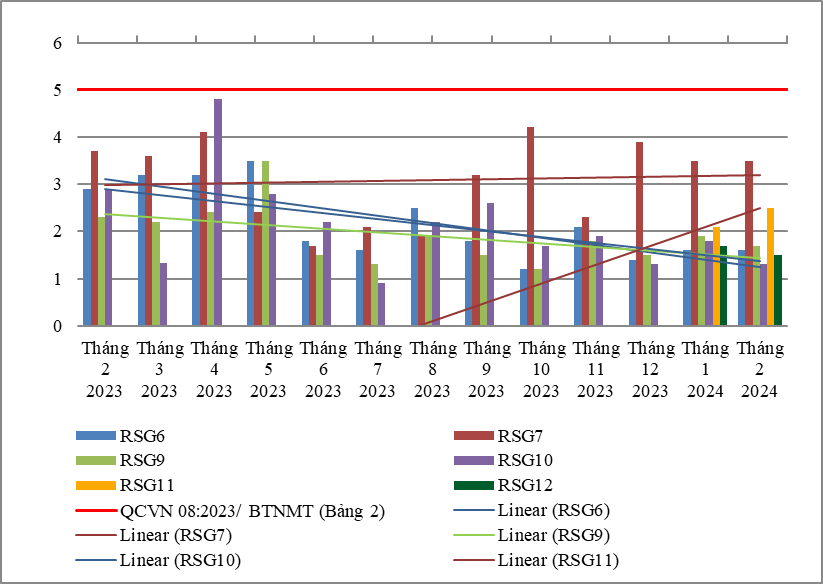 6
5
4
3
2
1
0
Tháng Tháng Tháng Tháng Tháng Tháng Tháng Tháng Tháng Tháng Tháng Tháng Tháng
2 3 4 5 6 7 8 9 10 11 12 1 2
2023 2023 2023 2023 2023 2023 2023 2023 2023 2023 2023 2024 2024
RSG6 RSG7
RSG9 RSG10
RSG11 RSG12
QCVN 08:2023/ BTNMT (Bảng 2) Linear (RSG6)
Linear (RSG7) Linear (RSG9)
Linear (RSG10) Linear (RSG11)